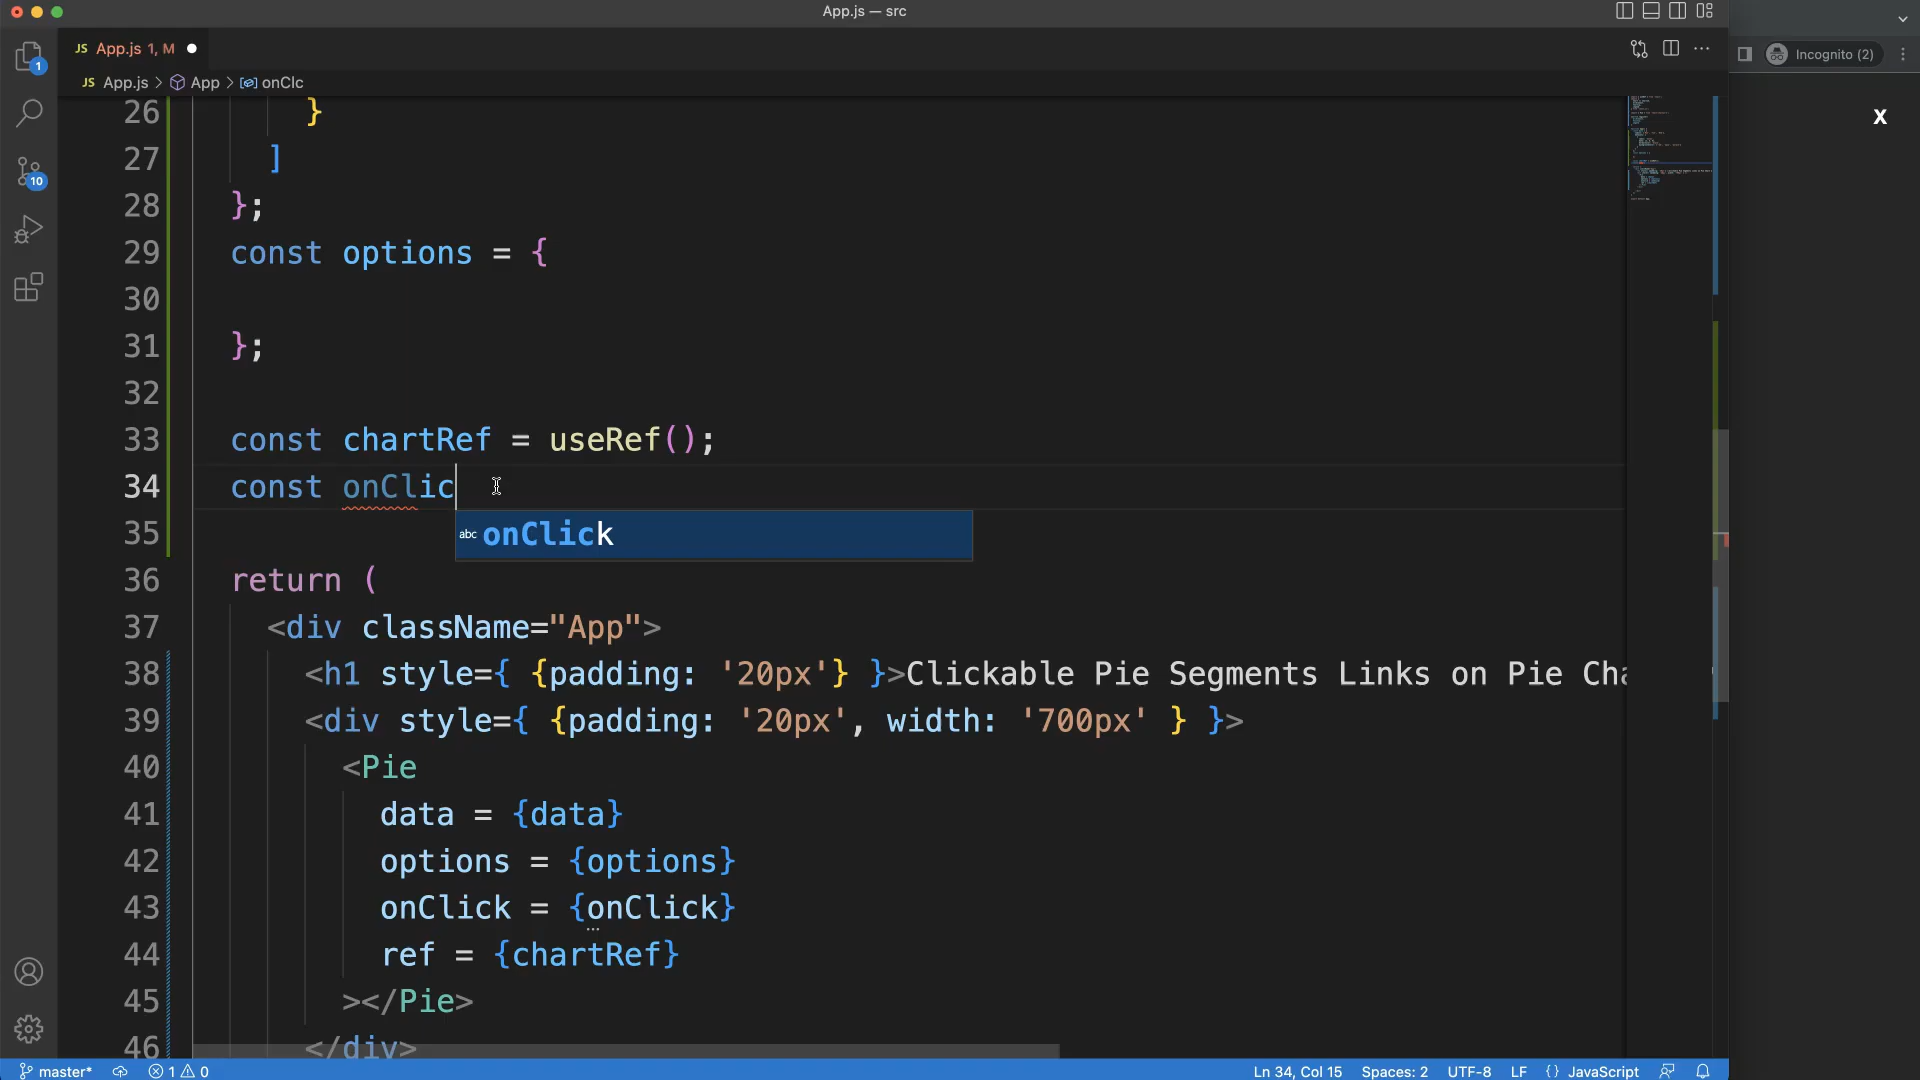 App.js — src
JS App.js 1, M
Incognito (2)
JS App.js > App > onClc
x
26 }
27 ]
28 };
29 const options = {
30
31 };
32
33 const chartRef = useRef();
34 const onClic
abc onClick
35
36 return (
37 <div className="App">
38 <h1 style={ {padding: '20px'} }>Clickable Pie Segments Links on Pie Cha
39 <div style={ {padding: '20px', width: '700px' } }>
40 <Pie
41 data = {data}
42 options = {options}
43 onClick = {onClick}
44 ref = {chartRef}
45 ></Pie>
46 </div>
1
10
master* 1 0 Ln 34, Col 15 Spaces: 2 UTF-8 LF {} JavaScript